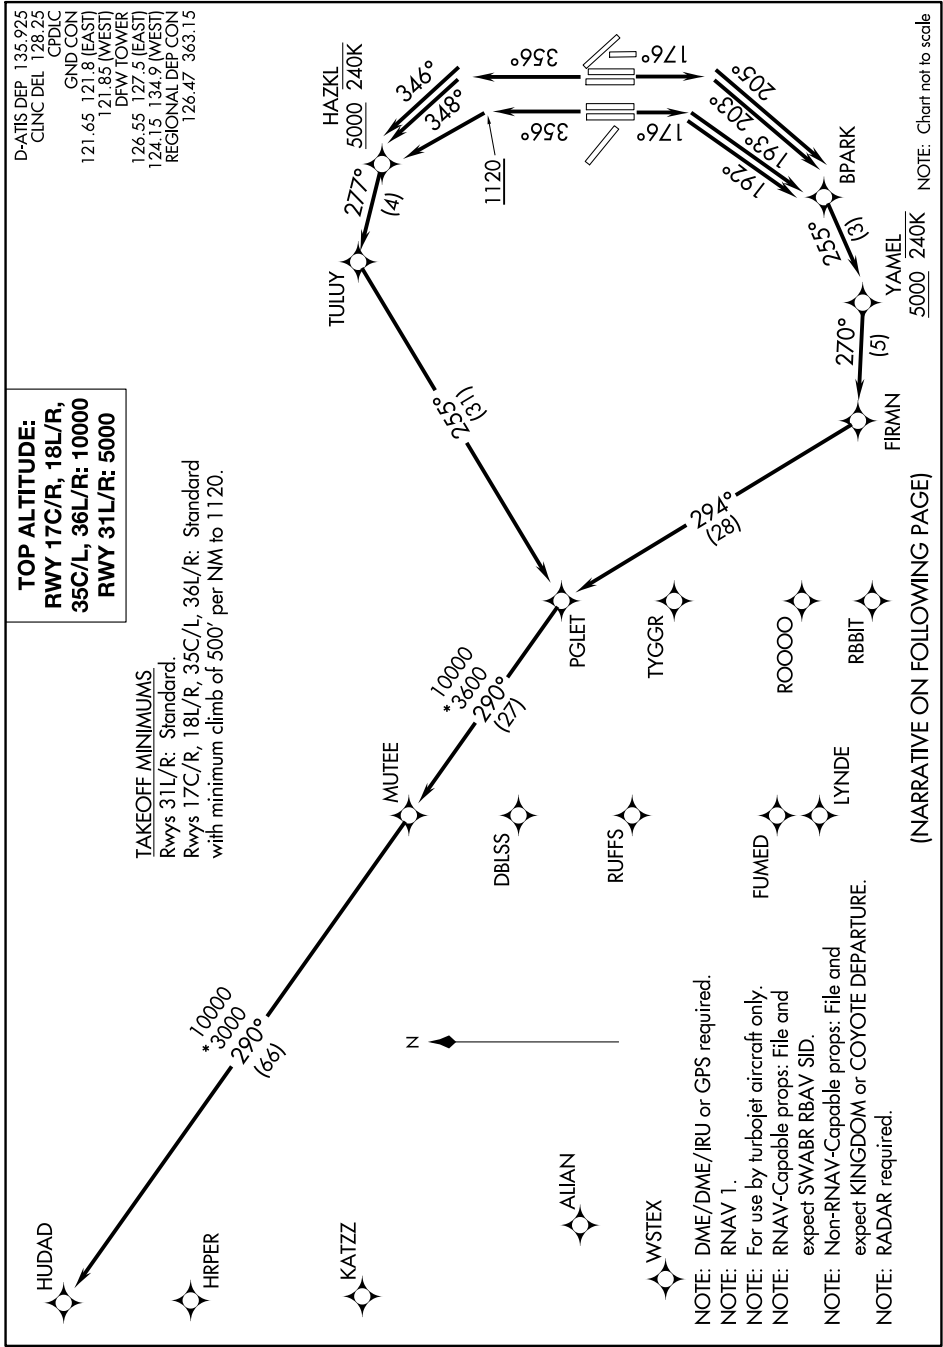 D-ATIS DEP 135.925
CLINC DEL 128.25
CPDLC
GND CON
121.65 121.8 (EAST)
121.85 (WEST)
DFW TOWER
126.55 127.5 (EAST)
124.15 134.9 (WEST)
REGIONAL DEP CON
126.47 363.15
TOP ALTITUDE:
RWY 17C/R, 18L/R,
35C/L, 36L/R: 10000
RWY 31L/R: 5000
TAKEOFF MINIMUMS
Rwys 31L/R: Standard.
Rwys 17C/R, 18L/R, 35C/L, 36L/R: Standard
with minimum climb of 500' per NM to 1120.
HUDAD
HRPER
KATZZ
ALIAN
WSTEX
10000
*3000
290°
(66)
N
MUTEE
DBLSS
RUFFS
FUMED
LYNDE
10000
*3600
290°
(27)
PGLET
TYGGR
ROOOO
RBBIT
255°
(31)
294°
(28)
TULUY
277°
(4)
HAZKL
5000 240K
346°
348°
1120
356°
356°
176°
176°
205°
203°
193°
192°
BPARK
255°
(3)
YAMEL
5000 240K
270°
(5)
FIRMN
NOTE: Chart not to scale
NOTE: DME/DME/IRU or GPS required.
NOTE: RNAV 1.
NOTE: For use by turbojet aircraft only.
NOTE: RNAV-Capable props: File and
expect SWABR RBAV SID.
NOTE: Non-RNAV-Capable props: File and
expect KINGDOM or COYOTE DEPARTURE.
NOTE: RADAR required.
(NARRATIVE ON FOLLOWING PAGE)